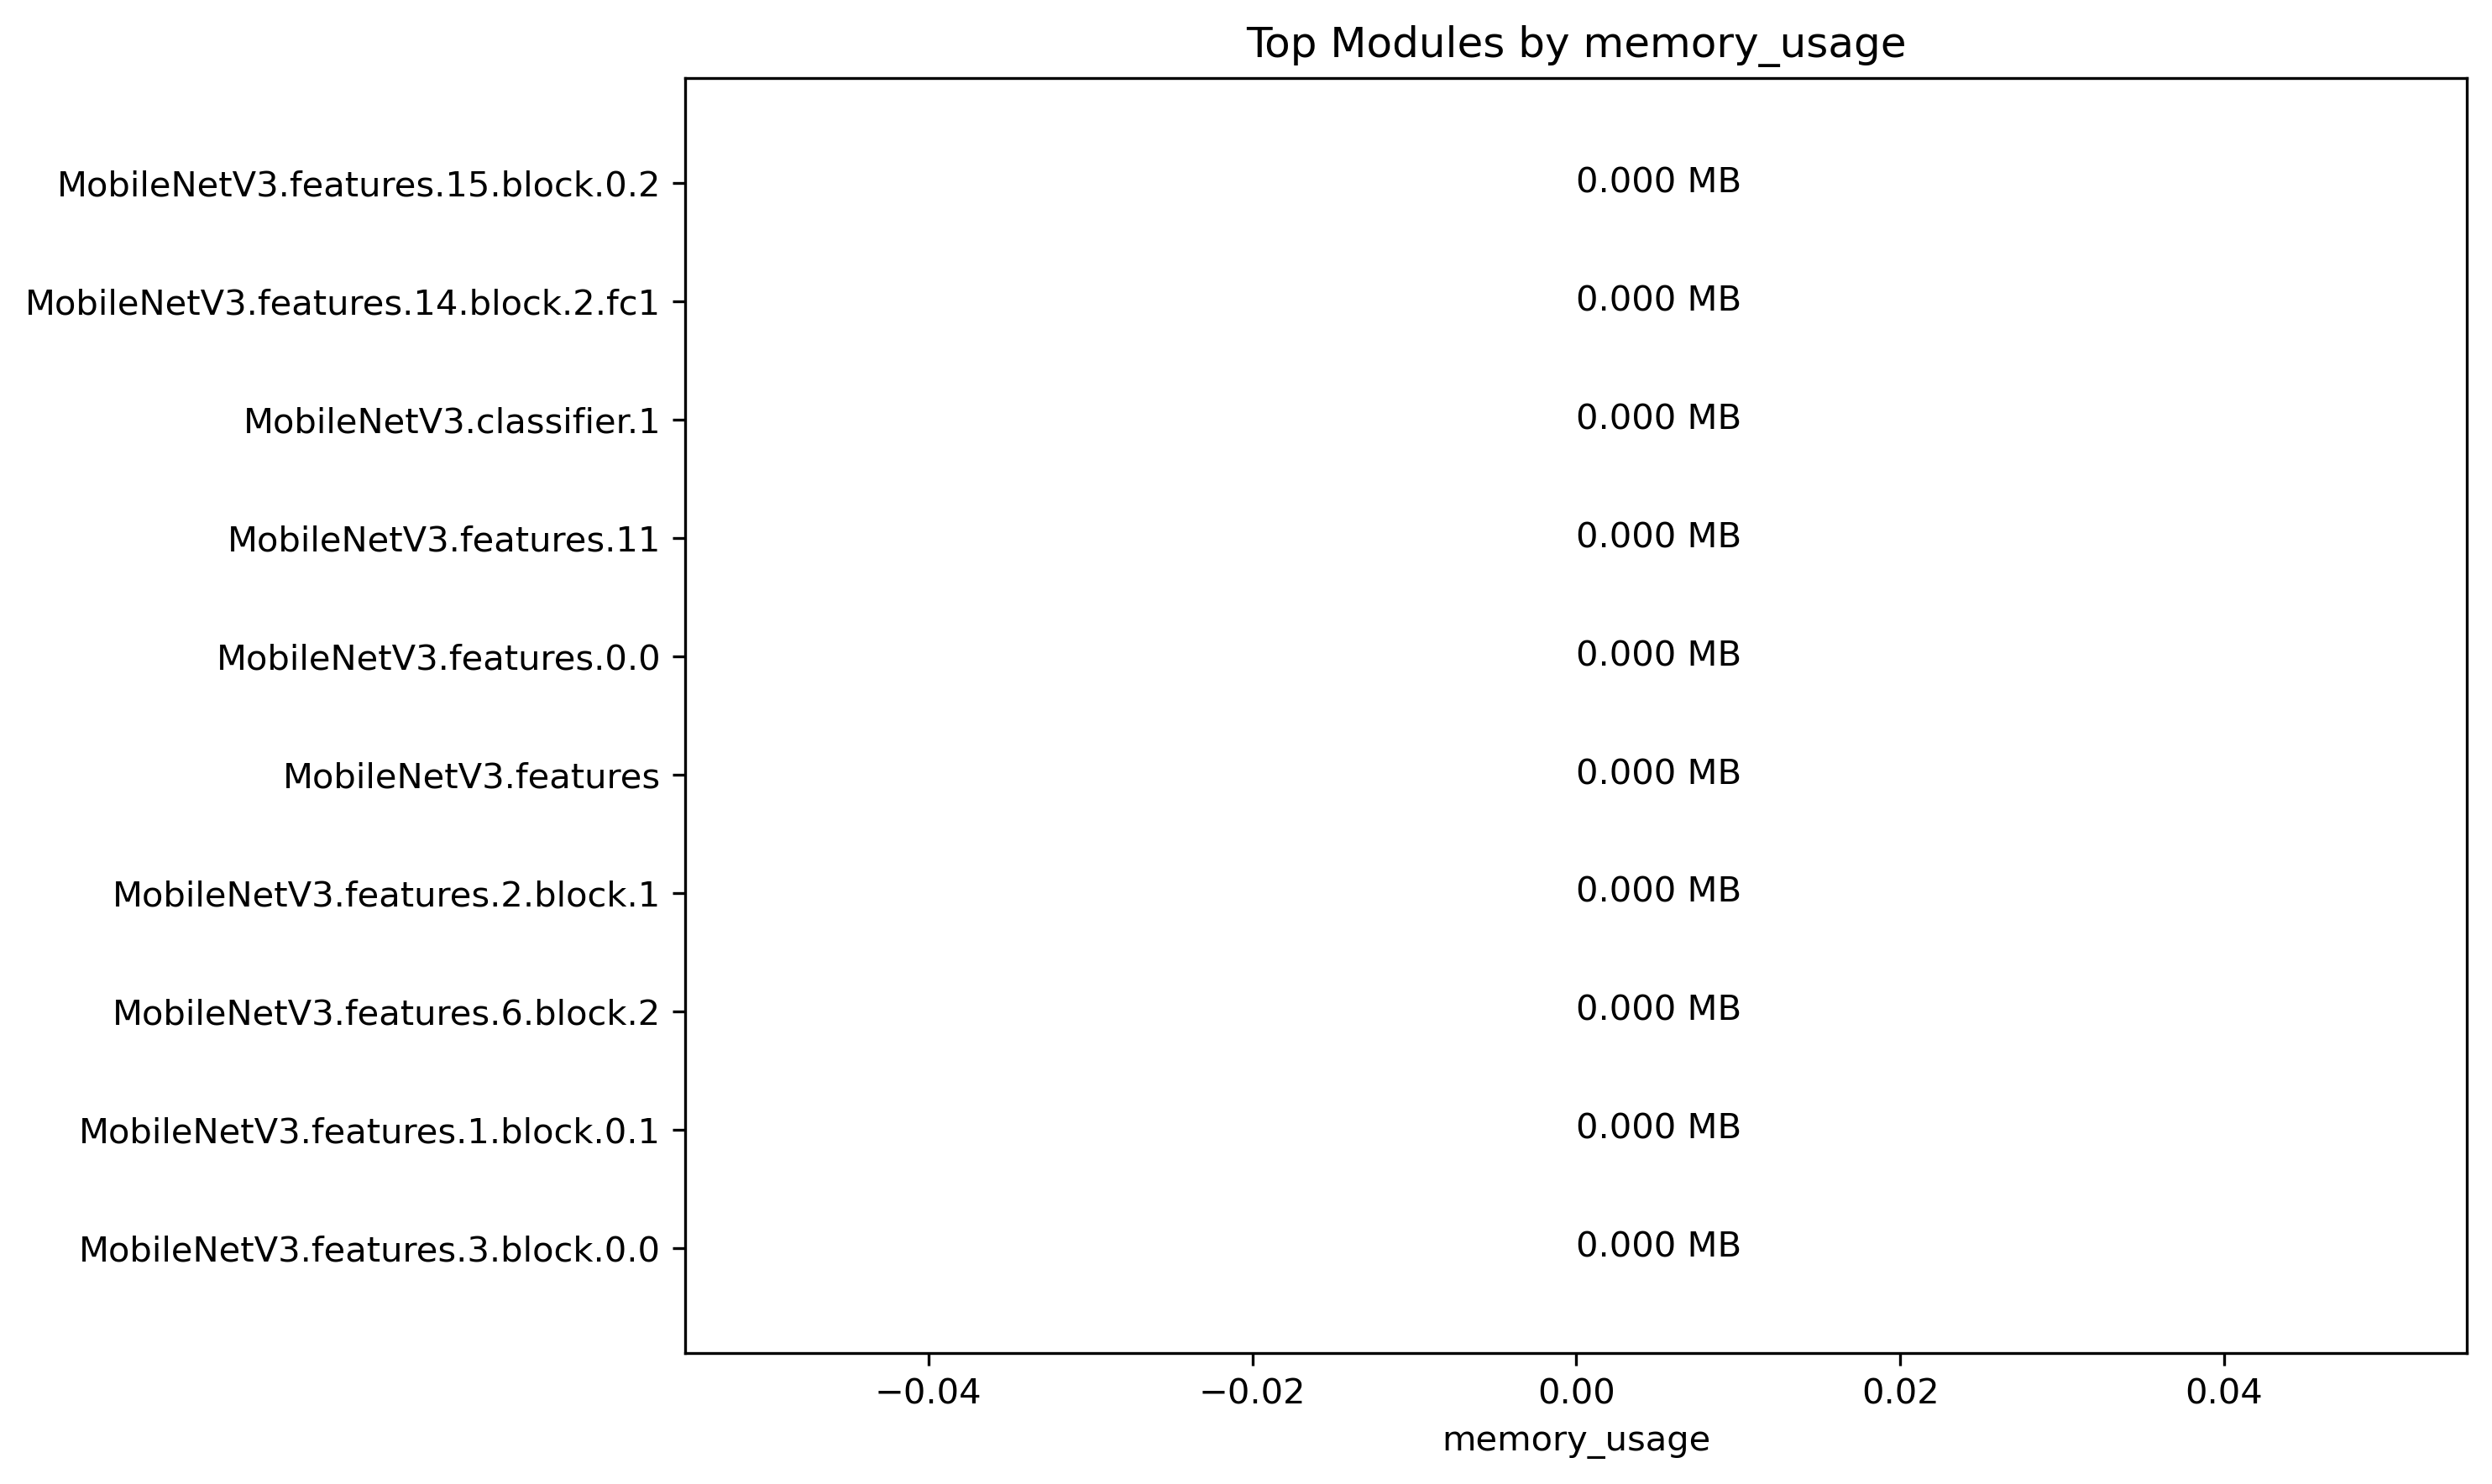 Top Modules by memory_usage
MobileNetV3.features.15.block.0.2 0.000 MB
MobileNetV3.features.14.block.2.fc1 0.000 MB
MobileNetV3.classifier.1 0.000 MB
MobileNetV3.features.11 0.000 MB
MobileNetV3.features.0.0 0.000 MB
MobileNetV3.features 0.000 MB
MobileNetV3.features.2.block.1 0.000 MB
MobileNetV3.features.6.block.2 0.000 MB
MobileNetV3.features.1.block.0.1 0.000 MB
MobileNetV3.features.3.block.0.0 0.000 MB
−0.04 −0.02 0.00 0.02 0.04
memory_usage